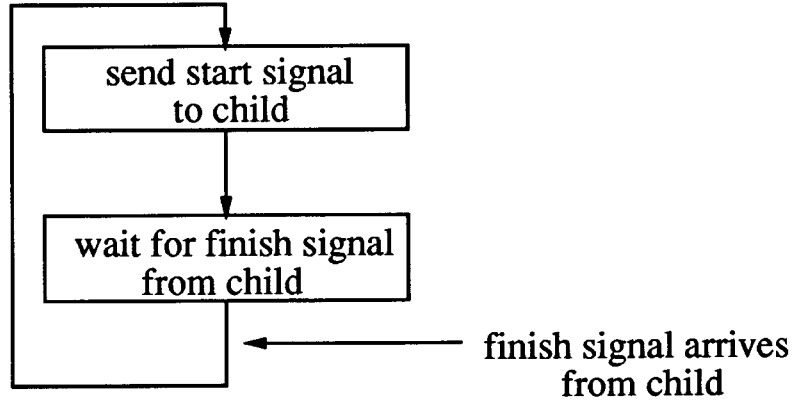 send start signal
to child
wait for finish signal
from child
finish signal arrives
from child